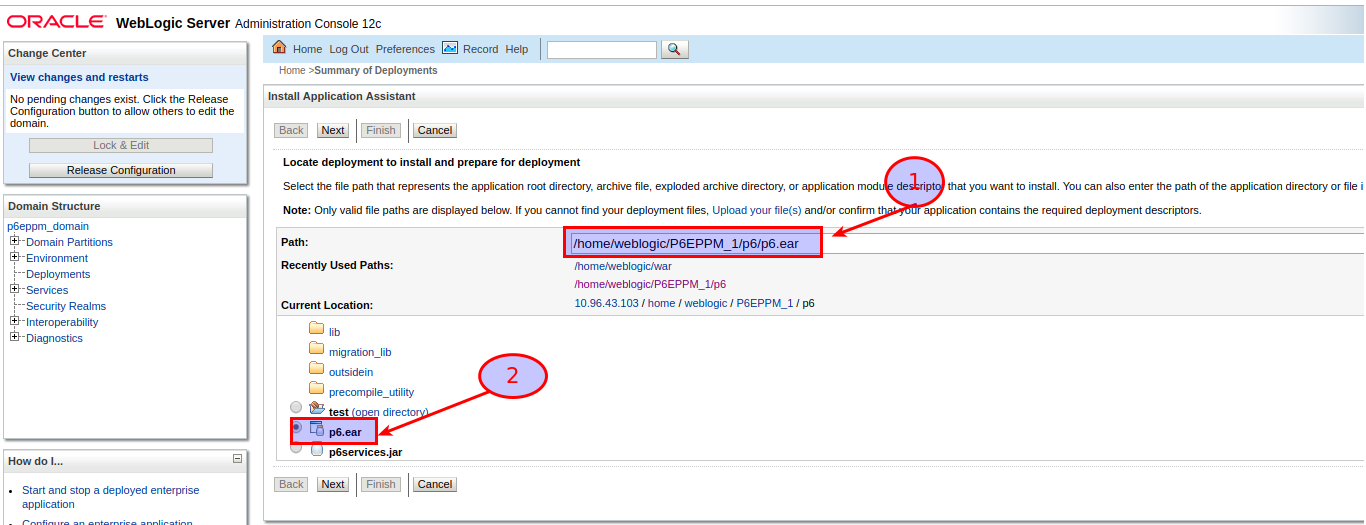 ORACLE WebLogic Server Administration Console 12c
Change Center
View changes and restarts
No pending changes exist. Click the Release
Configuration button to allow others to edit the
domain.
Lock & Edit
Release Configuration
Domain Structure
p6eppm_domain
Domain Partitions
Environment
Deployments
Services
Security Realms
Interoperability
Diagnostics
How do I...
Start and stop a deployed enterprise
application
Configure an enterprise application
Home Log Out Preferences Record Help
Home >Summary of Deployments
Install Application Assistant
Back Next Finish Cancel
Locate deployment to install and prepare for deployment
1
Select the file path that represents the application root directory, archive file, exploded archive directory, or application module descriptor that you want to install. You can also enter the path of the application directory or file i
Note: Only valid file paths are displayed below. If you cannot find your deployment files, Upload your file(s) and/or confirm that your application contains the required deployment descriptors.
Path: /home/weblogic/P6EPPM_1/p6/p6.ear
Recently Used Paths: /home/weblogic/war
/home/weblogic/P6EPPM_1/p6
Current Location: 10.96.43.103 / home / weblogic / P6EPPM_1 / p6
lib
migration_lib
outsidein
2
precompile_utility
test (open directory)
p6.ear
p6services.jar
Back Next Finish Cancel